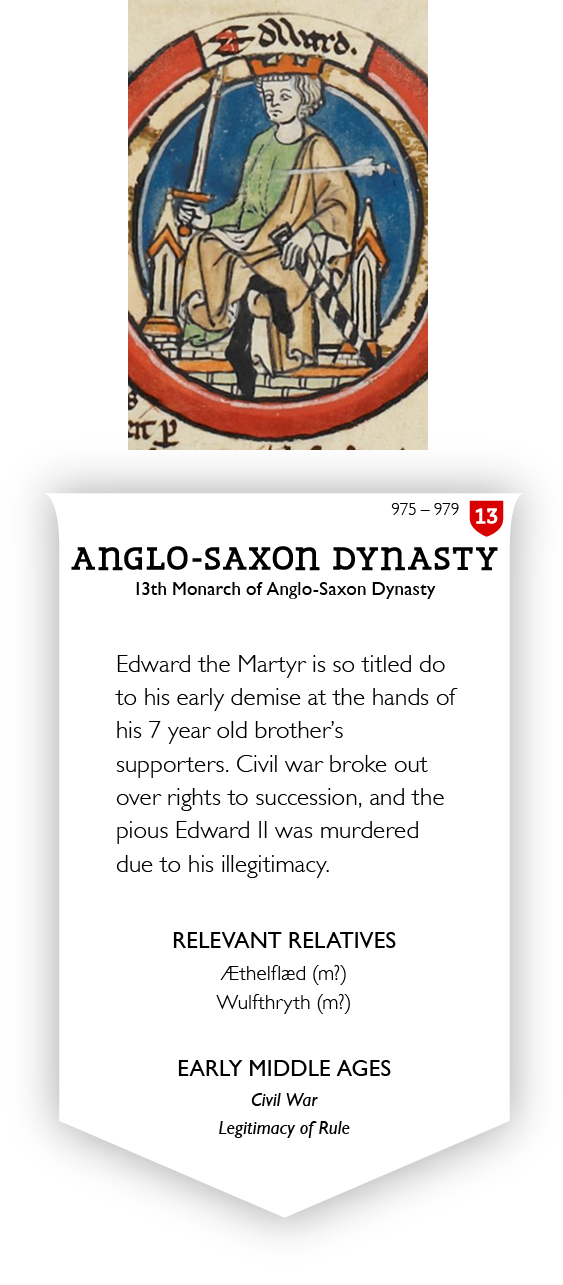 Edward.
975 – 979
13
ANGLO-SAXON DYNASTY
13th Monarch of Anglo-Saxon Dynasty
Edward the Martyr is so titled do
to his early demise at the hands of
his 7 year old brother's
supporters. Civil war broke out
over rights to succession, and the
pious Edward II was murdered
due to his illegitimacy.
RELEVANT RELATIVES
Æthelflæd (m?)
Wulfthryth (m?)
EARLY MIDDLE AGES
Civil War
Legitimacy of Rule